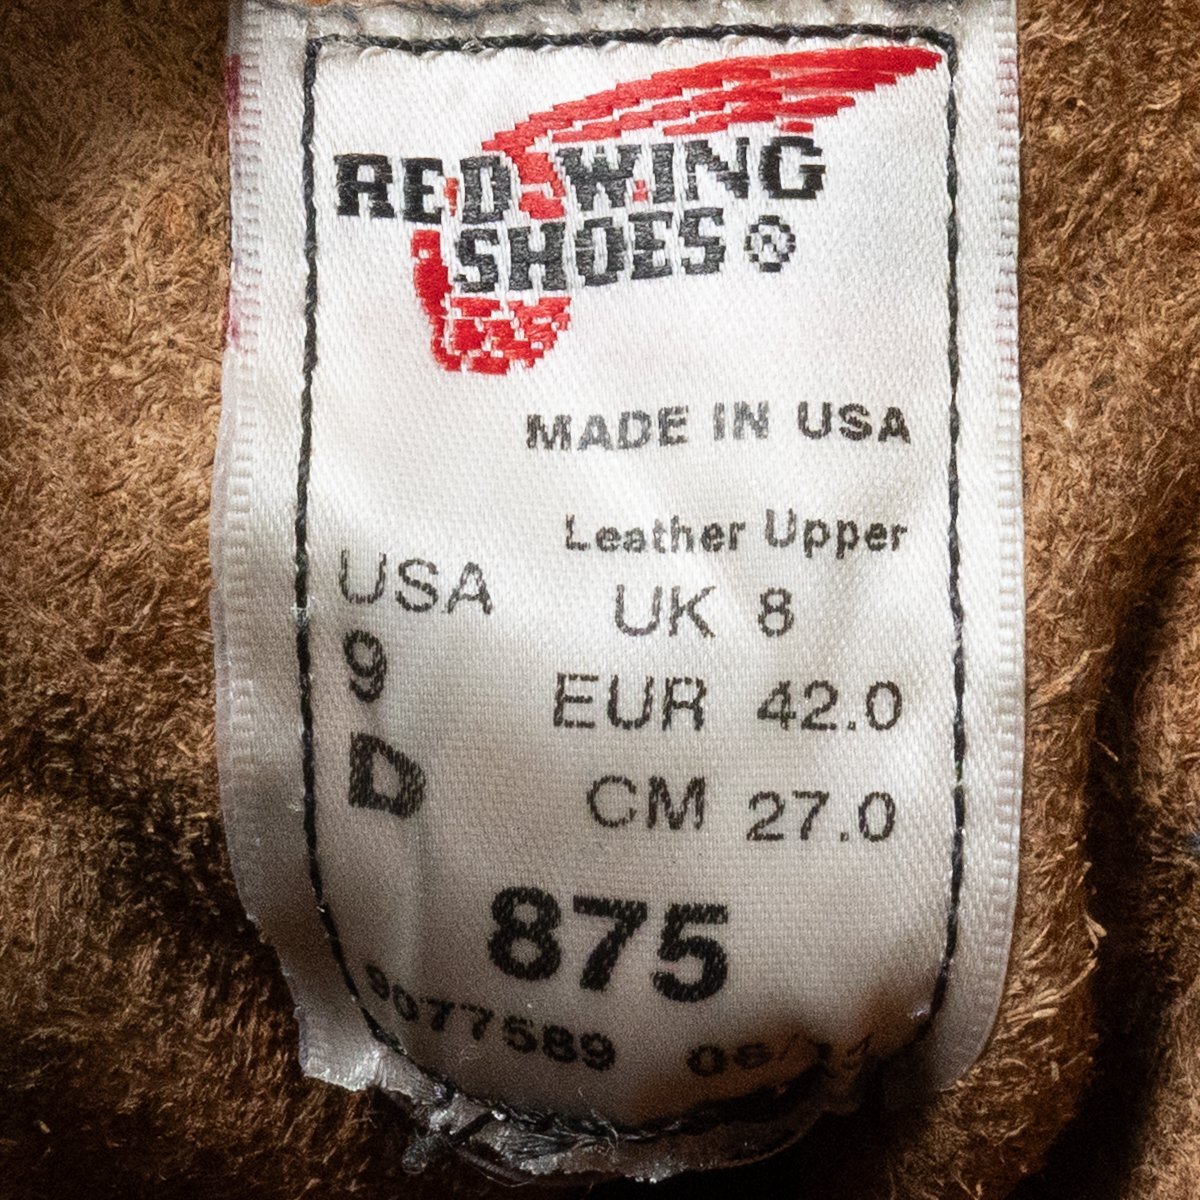 RED WING
SHOES ®
MADE IN USA
Leather Upper
USA
9
D
UK 8
EUR 42.0
CM 27.0
875
9077589